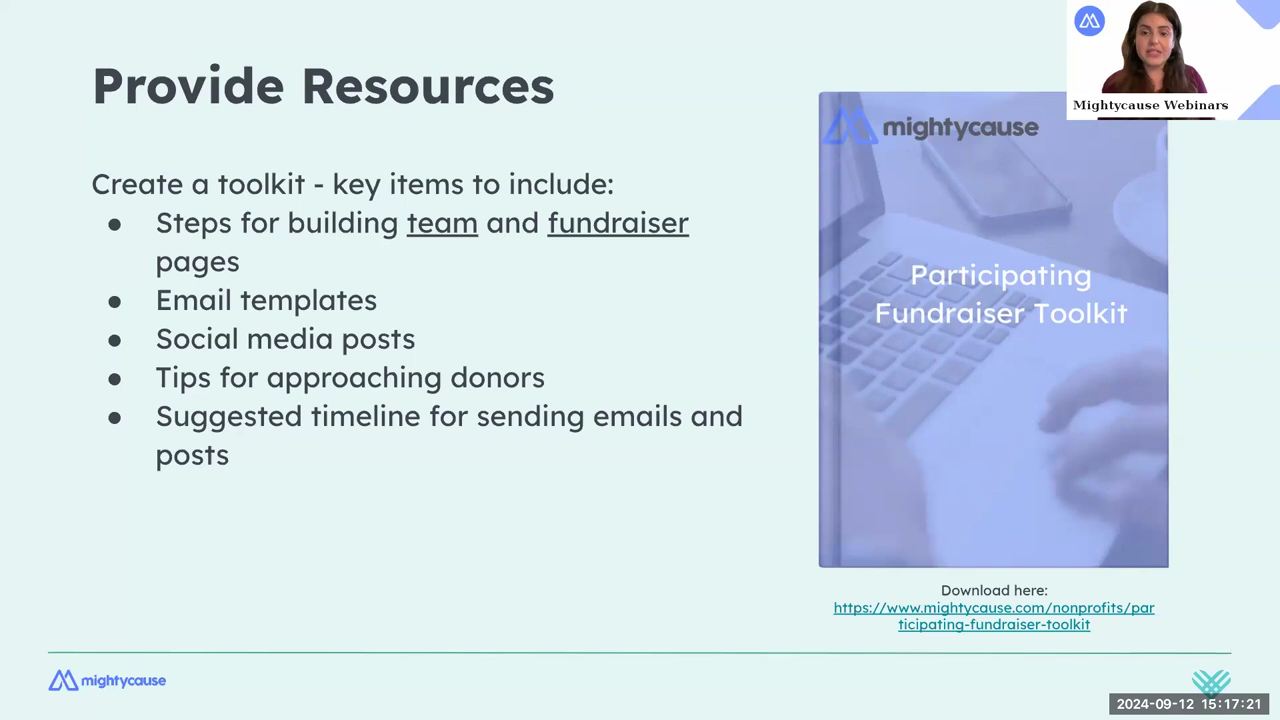 Provide Resources
Create a toolkit - key items to include:
● Steps for building team and fundraiser
pages
● Email templates
● Social media posts
● Tips for approaching donors
● Suggested timeline for sending emails and
posts
Mightycause Webinars
mightycause
Participating
Fundraiser Toolkit
Download here:
https://www.mightycause.com/nonprofits/par
ticipating-fundraiser-toolkit
mightycause
2024-09-12 15:17:21